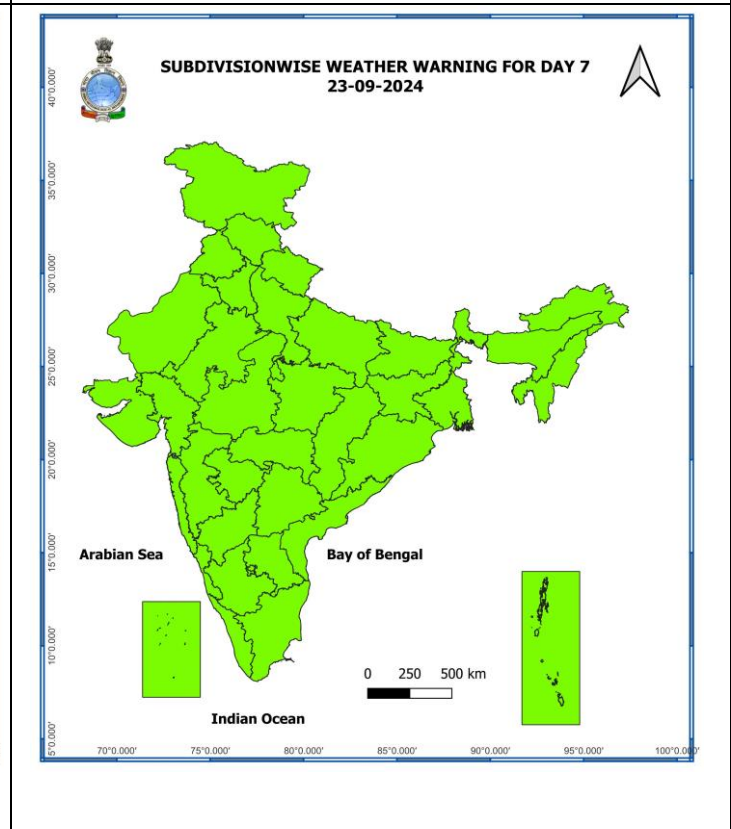 SUBDIVISIONWISE WEATHER WARNING FOR DAY 7
23-09-2024
40°0.000'
35°0.000'
30°0.000'
25°0.000'
20°0.000'
15°0.000'
10°0.000'
5°0.000'
Arabian Sea
Bay of Bengal
0 250 500 km
Indian Ocean
70°0.000' 75°0.000' 80°0.000' 85°0.000' 90°0.000' 95°0.000' 100°0.000'